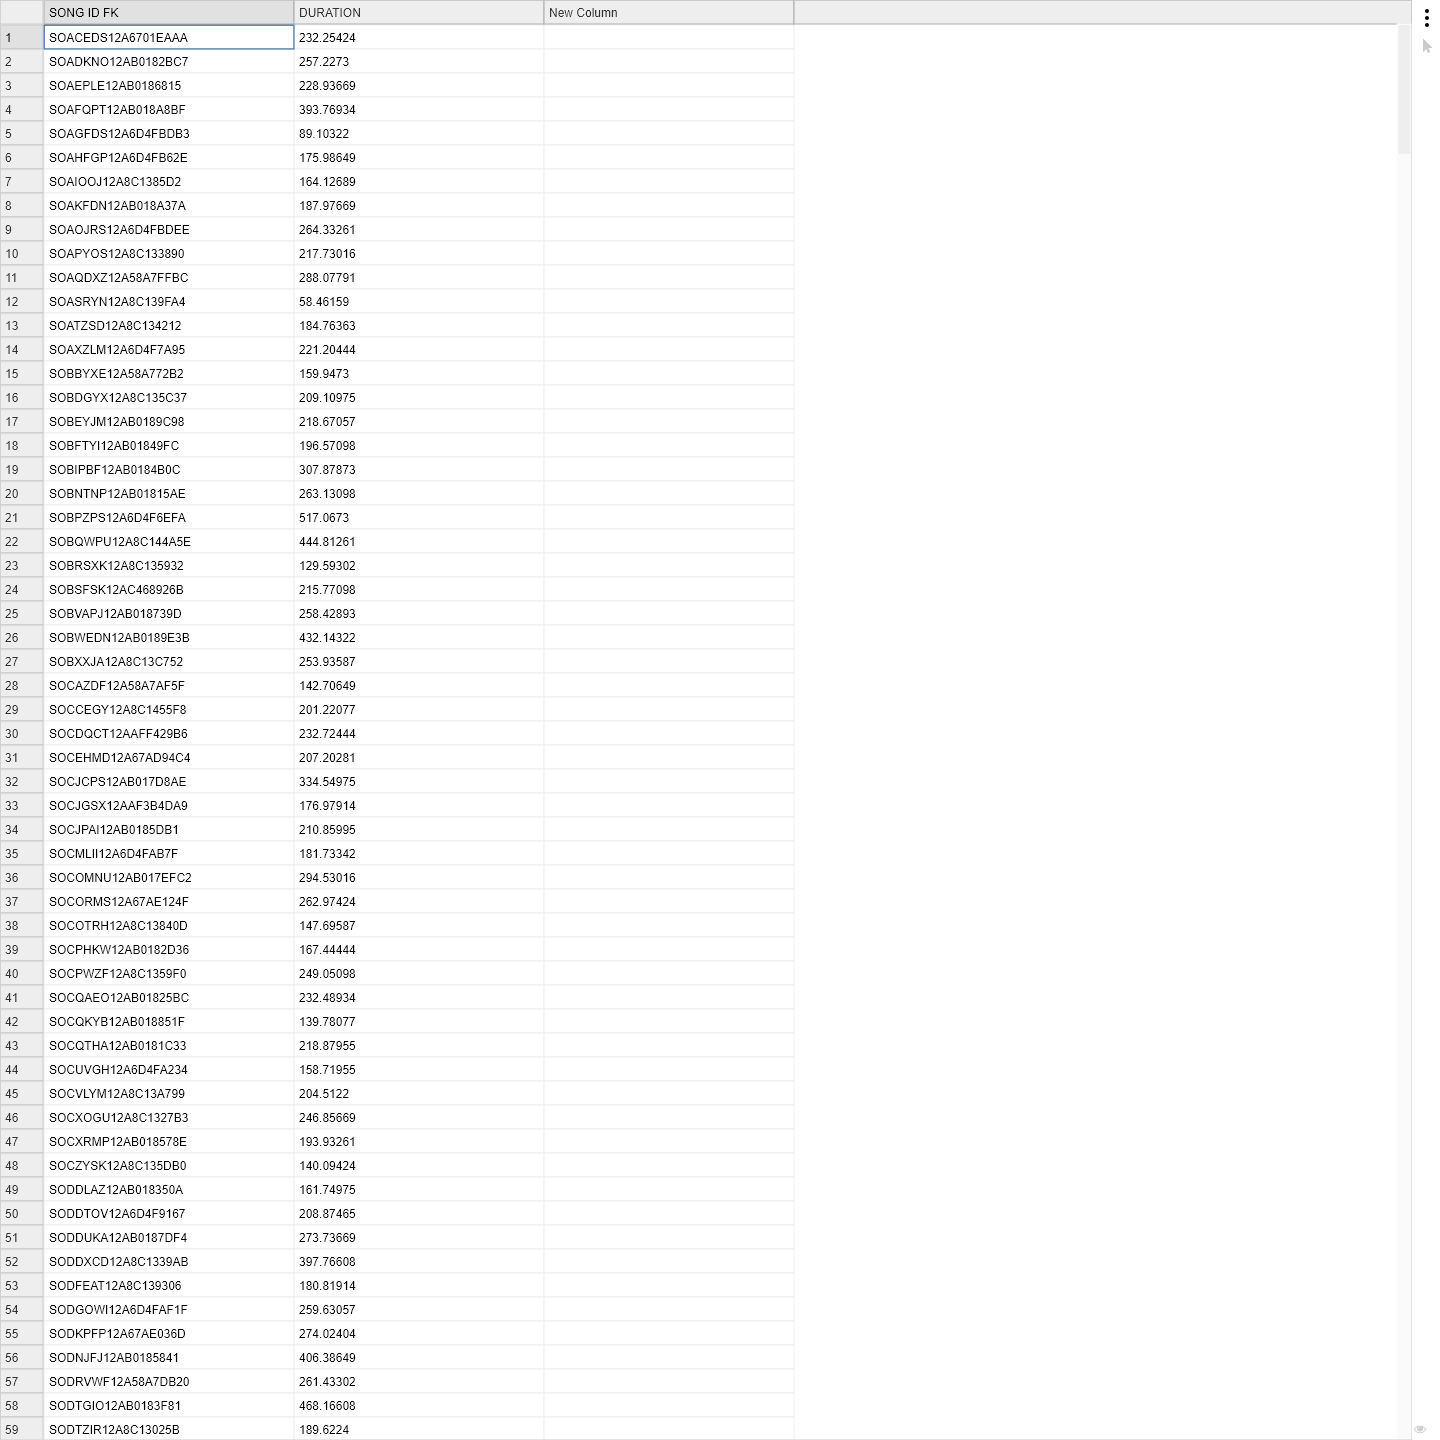 SONG ID FK DURATION New Column
1 SOACEDS12A6701EAAA 232.25424
2 SOADKNO12AB0182BC7 257.2273
3 SOAEPLE12AB0186815 228.93669
4 SOAFQPT12AB018A8BF 393.76934
5 SOAGFDS12A6D4FBDB3 89.10322
6 SOAHFGP12A6D4FB62E 175.98649
7 SOAIOOJ12A8C1385D2 164.12689
8 SOAKFDN12AB018A37A 187.97669
9 SOAOJRS12A6D4FBDEE 264.33261
10 SOAPYOS12A8C133890 217.73016
11 SOAQDXZ12A58A7FFBC 288.07791
12 SOASRYN12A8C139FA4 58.46159
13 SOATZSD12A8C134212 184.76363
14 SOAXZLM12A6D4F7A95 221.20444
15 SOBBYXE12A58A772B2 159.9473
16 SOBDGYX12A8C135C37 209.10975
17 SOBEYJM12AB0189C98 218.67057
18 SOBFTYI12AB01849FC 196.57098
19 SOBIPBF12AB0184B0C 307.87873
20 SOBNTNP12AB01815AE 263.13098
21 SOBPZPS12A6D4F6EFA 517.0673
22 SOBQWPU12A8C144A5E 444.81261
23 SOBRSXK12A8C135932 129.59302
24 SOBSFSK12AC468926B 215.77098
25 SOBVAPJ12AB018739D 258.42893
26 SOBWEDN12AB0189E3B 432.14322
27 SOBXXJA12A8C13C752 253.93587
28 SOCAZDF12A58A7AF5F 142.70649
29 SOCCEGY12A8C1455F8 201.22077
30 SOCDQCT12AAFF429B6 232.72444
31 SOCEHMD12A67AD94C4 207.20281
32 SOCJCPS12AB017D8AE 334.54975
33 SOCJGSX12AAF3B4DA9 176.97914
34 SOCJPAI12AB0185DB1 210.85995
35 SOCMLII12A6D4FAB7F 181.73342
36 SOCOMNU12AB017EFC2 294.53016
37 SOCORMS12A67AE124F 262.97424
38 SOCOTRH12A8C13840D 147.69587
39 SOCPHKW12AB0182D36 167.44444
40 SOCPWZF12A8C1359F0 249.05098
41 SOCQAEO12AB01825BC 232.48934
42 SOCQKYB12AB018851F 139.78077
43 SOCQTHA12AB0181C33 218.87955
44 SOCUVGH12A6D4FA234 158.71955
45 SOCVLYM12A8C13A799 204.5122
46 SOCXOGU12A8C1327B3 246.85669
47 SOCXRMP12AB018578E 193.93261
48 SOCZYSK12A8C135DB0 140.09424
49 SODDLAZ12AB018350A 161.74975
50 SODDTOV12A6D4F9167 208.87465
51 SODDUKA12AB0187DF4 273.73669
52 SODDXCD12A8C1339AB 397.76608
53 SODFEAT12A8C139306 180.81914
54 SODGOWI12A6D4FAF1F 259.63057
55 SODKPFP12A67AE036D 274.02404
56 SODNJFJ12AB0185841 406.38649
57 SODRVWF12A58A7DB20 261.43302
58 SODTGIO12AB0183F81 468.16608
59 SODTZIR12A8C13025B 189.6224